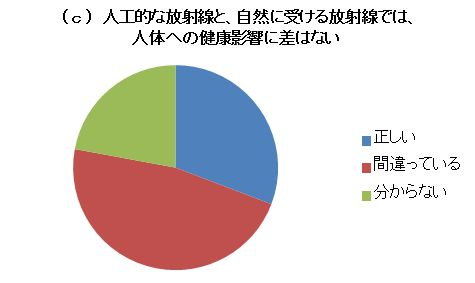 (c) 人工的な放射線と、自然に受ける放射線では、
人体への健康影響に差はない
正しい
間違っている
分からない